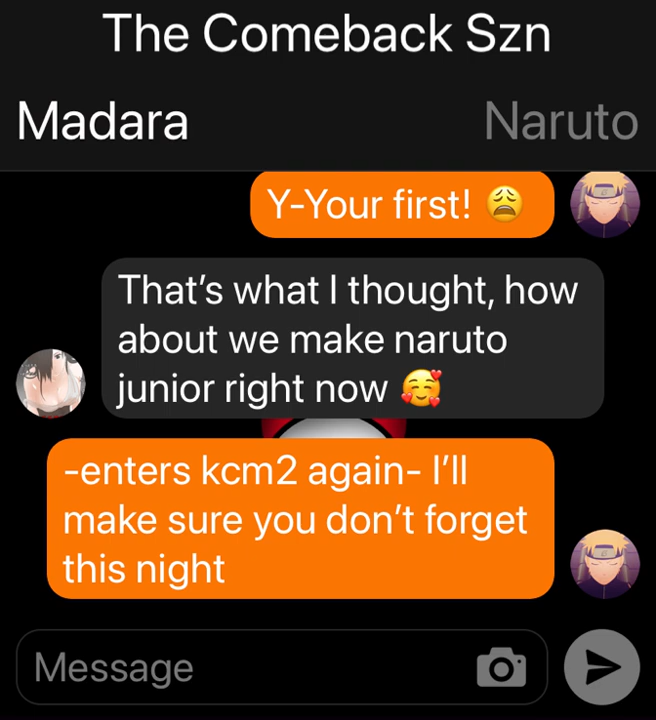 The Comeback Szn
Madara
Naruto
Y-Your first! 😩
That's what I thought, how
about we make naruto
junior right now 🥰
-enters kcm2 again- I'll
make sure you don't forget
this night
Message